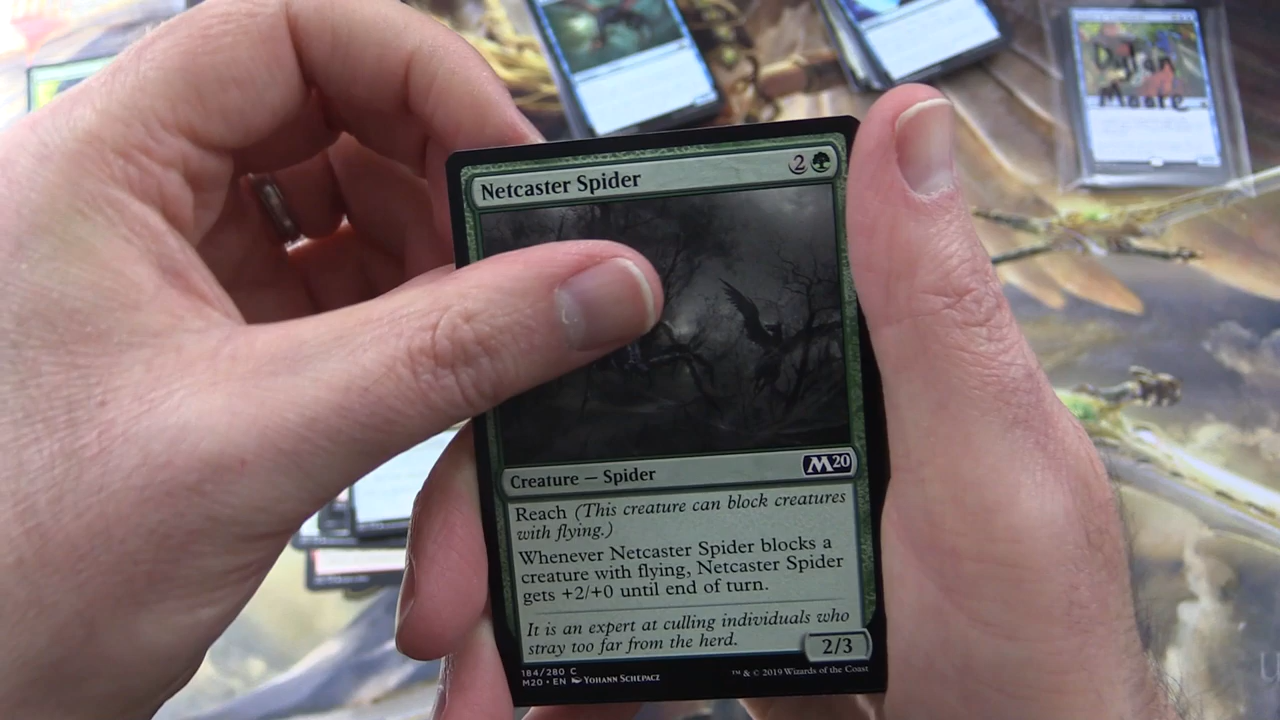 Dylan
Moore
Netcaster Spider 2
Creature — Spider M20
Reach (This creature can block creatures
with flying.)
Whenever Netcaster Spider blocks a
creature with flying, Netcaster Spider
gets +2/+0 until end of turn.
It is an expert at culling individuals who
stray too far from the herd.
2/3
184/280 C
M20 • EN Yohann Schepacz
™ & © 2019 Wizards of the Coast